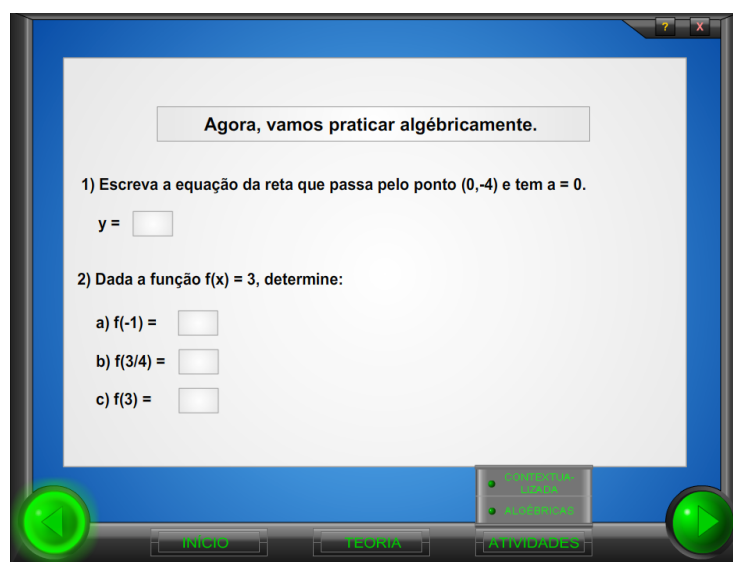 ? X
Agora, vamos praticar algébricamente.
1) Escreva a equação da reta que passa pelo ponto (0,-4) e tem a = 0.
y =
2) Dada a função f(x) = 3, determine:
a) f(-1) =
b) f(3/4) =
c) f(3) =
CONTEXTUA-
LIZADA
ALGÉBRICAS
INÍCIO TEORIA ATIVIDADES